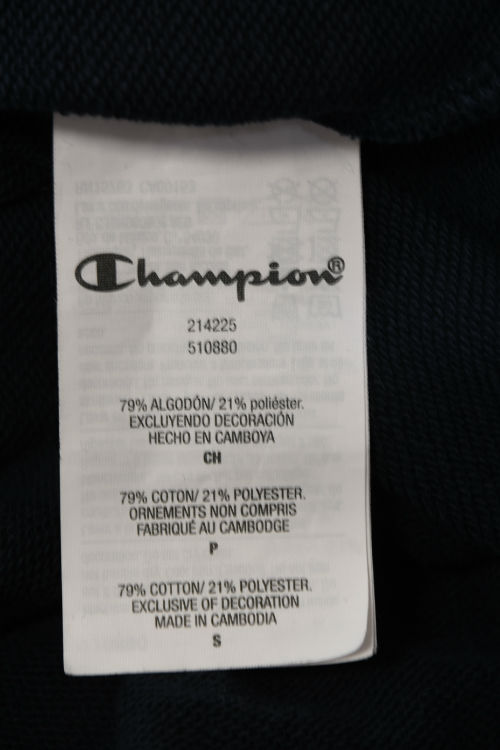 Champion®
214225
510880
79% ALGODÓN/ 21% poliéster.
EXCLUYENDO DECORACIÓN
HECHO EN CAMBOYA
CH
79% COTON/ 21% POLYESTER.
ORNEMENTS NON COMPRIS
FABRIQUÉ AU CAMBODGE
P
79% COTTON/ 21% POLYESTER.
EXCLUSIVE OF DECORATION
MADE IN CAMBODIA
S